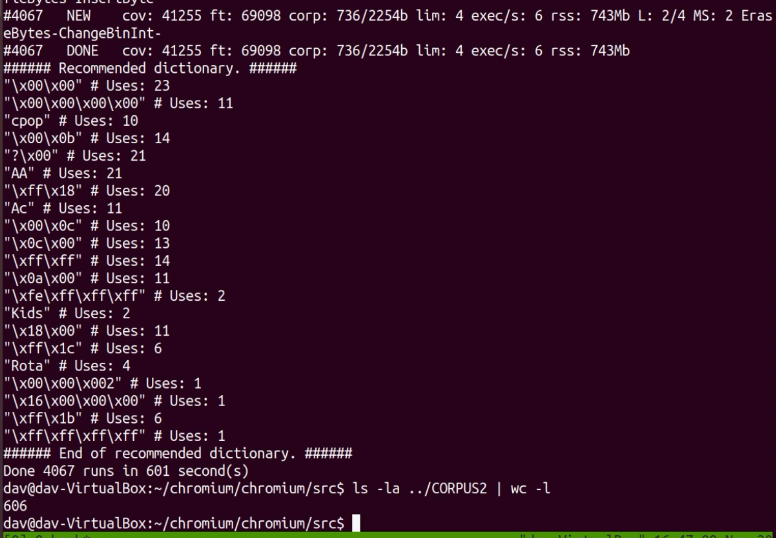 #4067   NEW    cov: 41255 ft: 69098 corp: 736/2254b lim: 4 exec/s: 6 rss: 743Mb L: 2/4 MS: 2 Eras
eBytes-ChangeBinInt-
#4067   DONE   cov: 41255 ft: 69098 corp: 736/2254b lim: 4 exec/s: 6 rss: 743Mb
###### Recommended dictionary. ######
"\x00\x00" # Uses: 23
"\x00\x00\x00\x00" # Uses: 11
"cpop" # Uses: 10
"\x00\x0b" # Uses: 14
"?\x00" # Uses: 21
"AA" # Uses: 21
"\xff\x18" # Uses: 20
"Ac" # Uses: 11
"\x00\x0c" # Uses: 10
"\x0c\x00" # Uses: 13
"\xff\xff" # Uses: 14
"\x0a\x00" # Uses: 11
"\xfe\xff\xff\xff" # Uses: 2
"Kids" # Uses: 2
"\x18\x00" # Uses: 11
"\xff\x1c" # Uses: 6
"Rota" # Uses: 4
"\x00\x00\x002" # Uses: 1
"\x16\x00\x00\x00" # Uses: 1
"\xff\x1b" # Uses: 6
"\xff\xff\xff\xff" # Uses: 1
###### End of recommended dictionary. ######
Done 4067 runs in 601 second(s)
dav@dav-VirtualBox:~/chromium/chromium/src$ ls -la ../CORPUS2 | wc -l
606
dav@dav-VirtualBox:~/chromium/chromium/src$